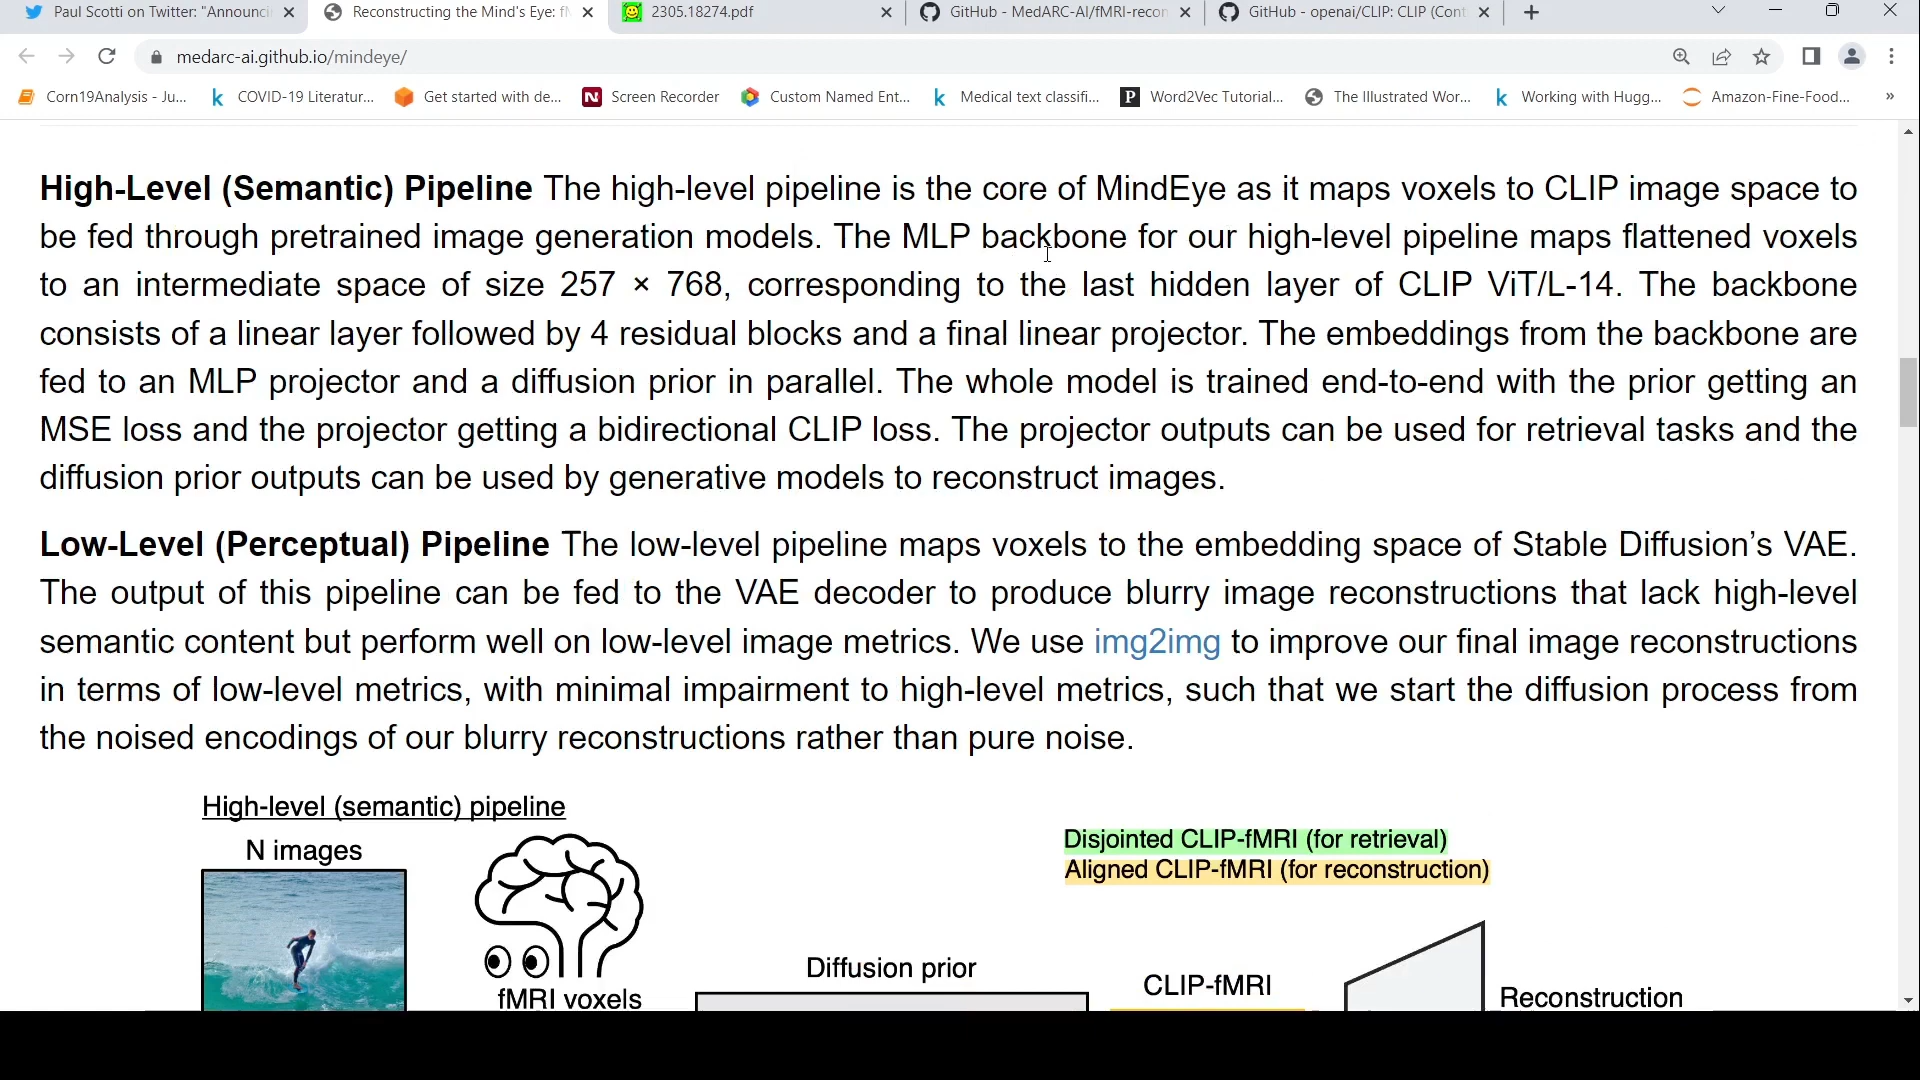 Paul Scotti on Twitter: "Announci
Reconstructing the Mind's Eye: f
2305.18274.pdf
GitHub - MedARC-AI/fMRI-recon
GitHub - openai/CLIP: CLIP (Cont
medarc-ai.github.io/mindeye/
Corn19Analysis - Ju...
COVID-19 Literatur...
Get started with de...
Screen Recorder
Custom Named Ent...
Medical text classifi...
Word2Vec Tutorial...
The Illustrated Wor...
Working with Hugg...
Amazon-Fine-Food...
High-Level (Semantic) Pipeline The high-level pipeline is the core of MindEye as it maps voxels to CLIP image space to
be fed through pretrained image generation models. The MLP backbone for our high-level pipeline maps flattened voxels
to an intermediate space of size 257 × 768, corresponding to the last hidden layer of CLIP ViT/L-14. The backbone
consists of a linear layer followed by 4 residual blocks and a final linear projector. The embeddings from the backbone are
fed to an MLP projector and a diffusion prior in parallel. The whole model is trained end-to-end with the prior getting an
MSE loss and the projector getting a bidirectional CLIP loss. The projector outputs can be used for retrieval tasks and the
diffusion prior outputs can be used by generative models to reconstruct images.
Low-Level (Perceptual) Pipeline The low-level pipeline maps voxels to the embedding space of Stable Diffusion's VAE.
The output of this pipeline can be fed to the VAE decoder to produce blurry image reconstructions that lack high-level
semantic content but perform well on low-level image metrics. We use img2img to improve our final image reconstructions
in terms of low-level metrics, with minimal impairment to high-level metrics, such that we start the diffusion process from
the noised encodings of our blurry reconstructions rather than pure noise.
High-level (semantic) pipeline
N images
Disjointed CLIP-fMRI (for retrieval)
Aligned CLIP-fMRI (for reconstruction)
Diffusion prior
CLIP-fMRI
fMRI voxels
Reconstruction